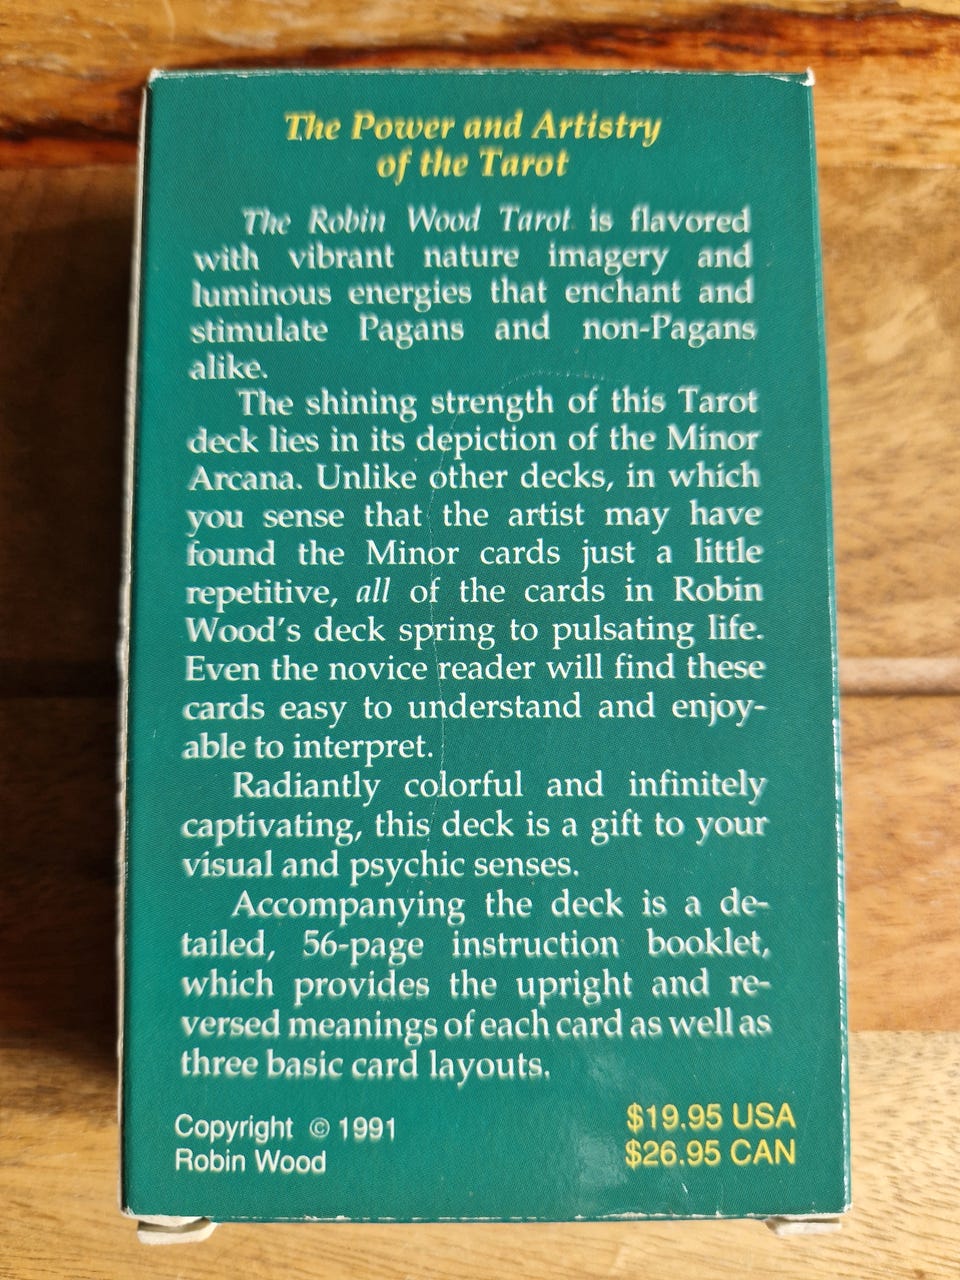 The Power and Artistry
of the Tarot
The Robin Wood Tarot is flavored
with vibrant nature imagery and
luminous energies that enchant and
stimulate Pagans and non-Pagans
alike.
The shining strength of this Tarot
deck lies in its depiction of the Minor
Arcana. Unlike other decks, in which
you sense that the artist may have
found the Minor cards just a little
repetitive, all of the cards in Robin
Wood's deck spring to pulsating life.
Even the novice reader will find these
cards easy to understand and enjoy-
able to interpret.
Radiantly colorful and infinitely
captivating, this deck is a gift to your
visual and psychic senses.
Accompanying the deck is a de-
tailed, 56-page instruction booklet,
which provides the upright and re-
versed meanings of each card as well as
three basic card layouts.
Copyright © 1991
Robin Wood
$19.95 USA
$26.95 CAN